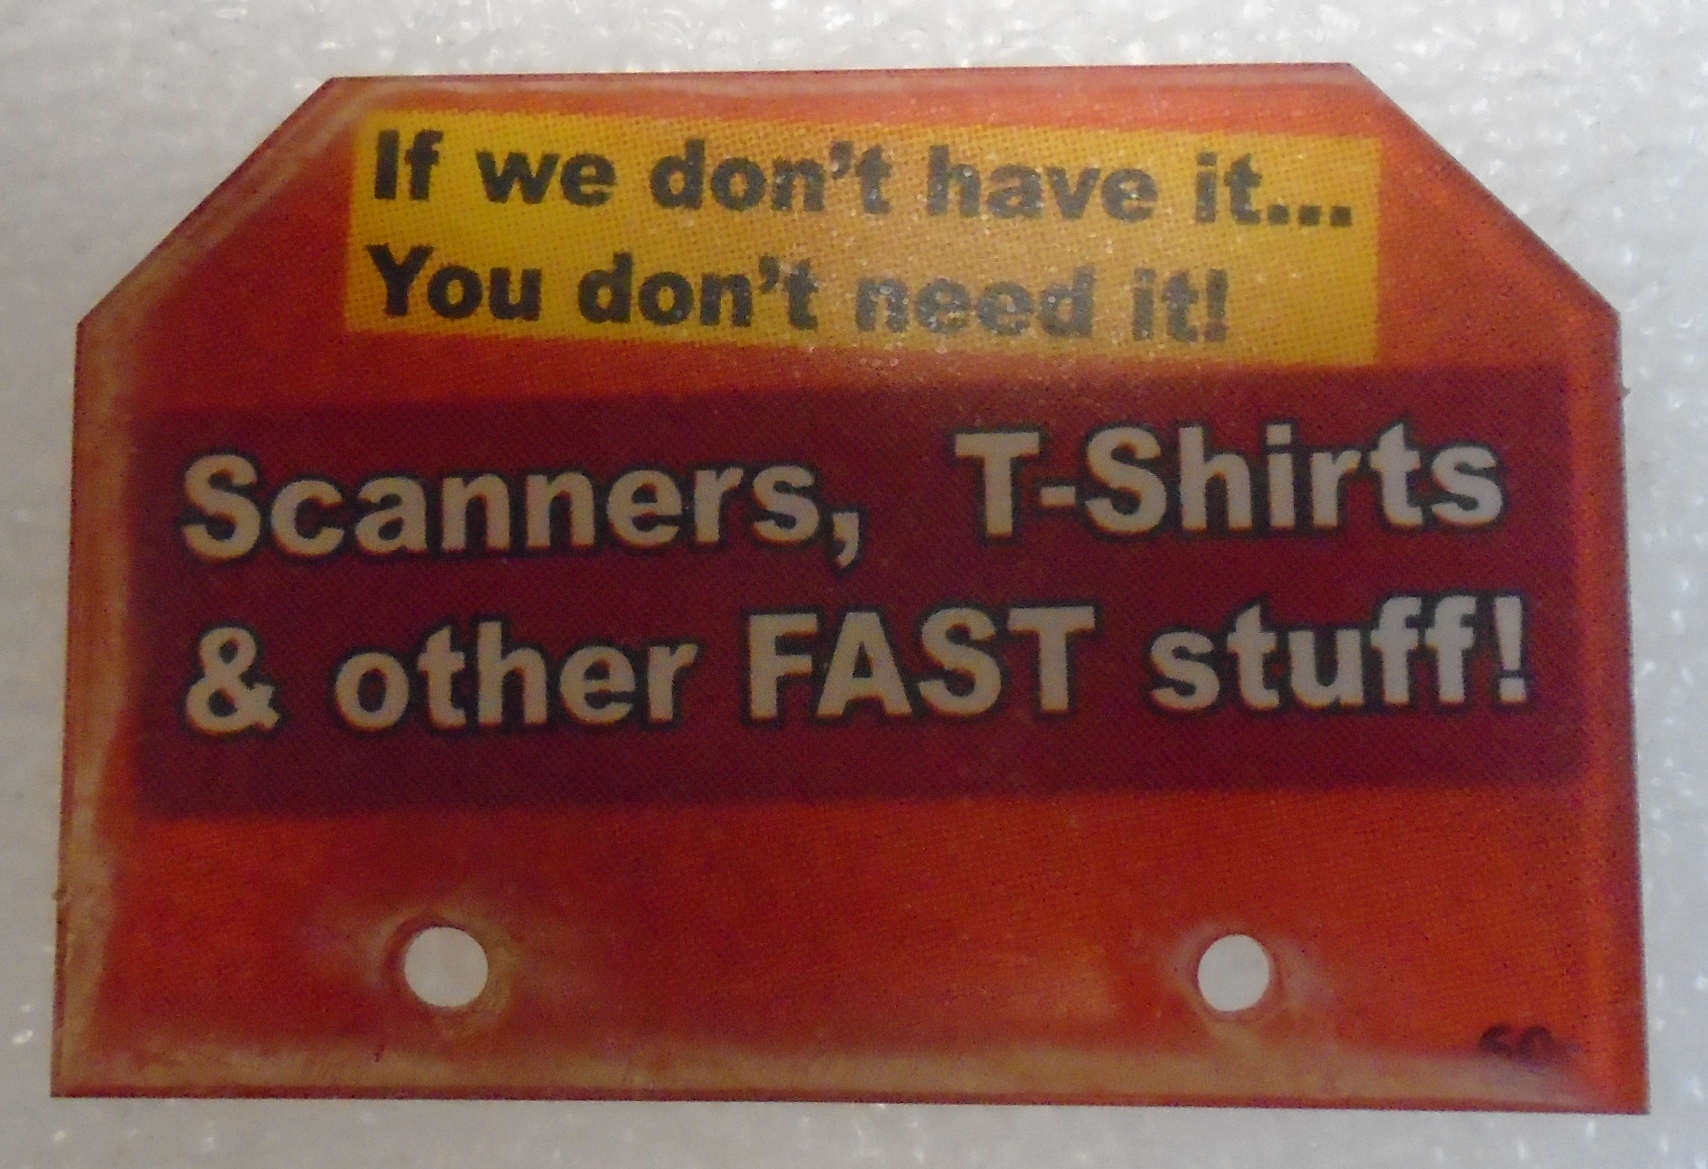 If we don't have it...
You don't need it!
Scanners, T-Shirts
& other FAST stuff!